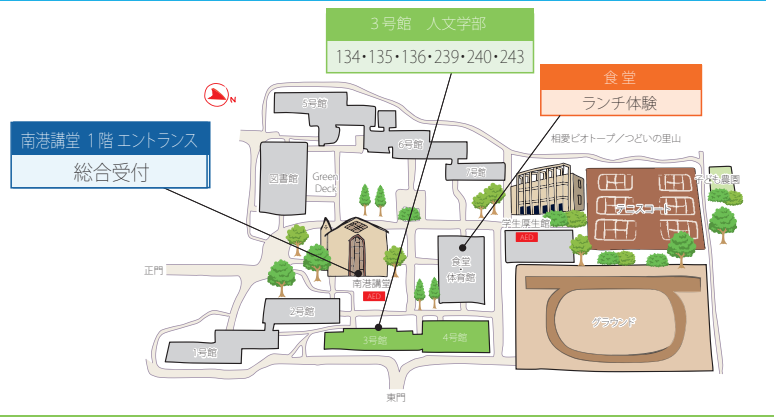 3号館 人文学部
134・135・136・239・240・243
食堂
ランチ体験
南港講堂 1階 エントランス
総合受付
N
5号館
6号館
7号館
相愛ビオトープ／つどいの里山
図書館
Green
Deck
子ども農園
テニスコート
学生厚生館
AED
食堂
・
体育館
正門
南港講堂
AED
2号館
グラウンド
1号館
3号館
4号館
東門